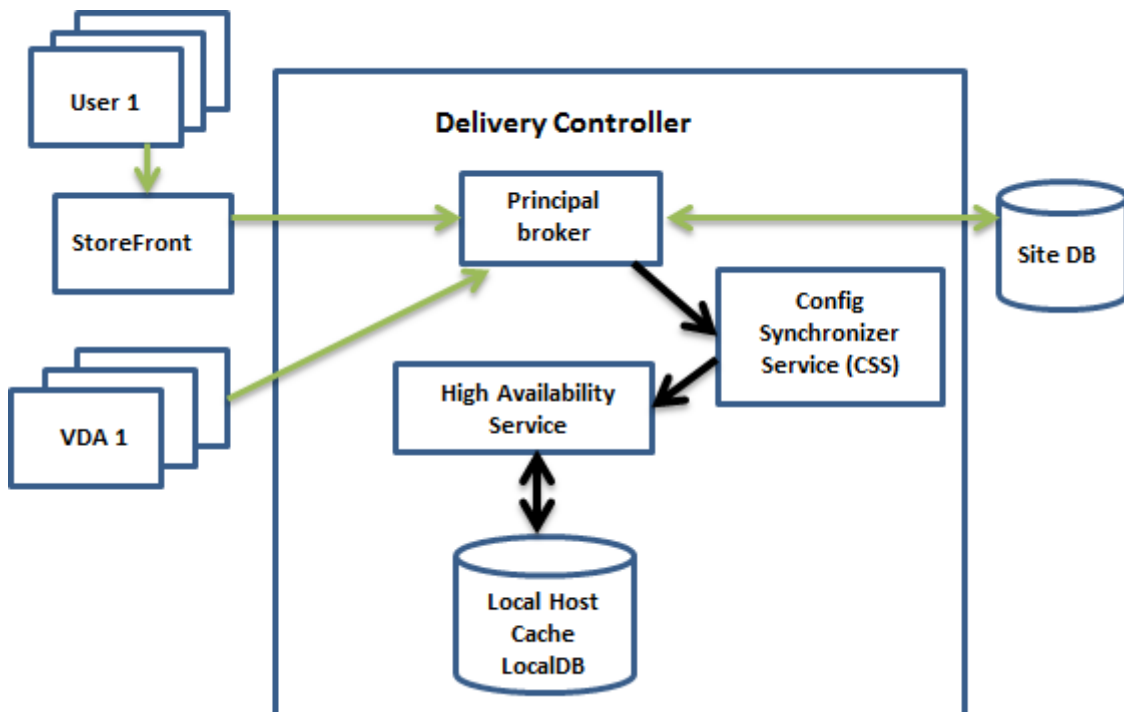 User 1
Delivery Controller
Principal
broker
StoreFront
Site DB
Config
Synchronizer
Service (CSS)
High Availability
Service
VDA 1
Local Host
Cache
LocalDB